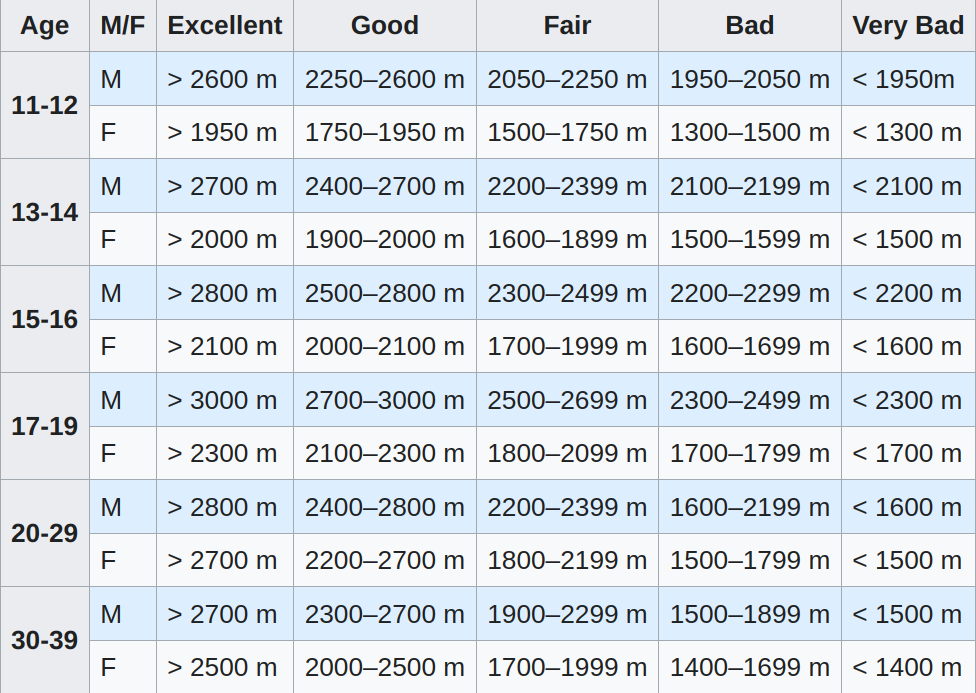 Age M/F Excellent Good Fair Bad Very Bad
11-12 M > 2600 m 2250–2600 m 2050–2250 m 1950–2050 m < 1950m
F > 1950 m 1750–1950 m 1500–1750 m 1300–1500 m < 1300 m
13-14 M > 2700 m 2400–2700 m 2200–2399 m 2100–2199 m < 2100 m
F > 2000 m 1900–2000 m 1600–1899 m 1500–1599 m < 1500 m
15-16 M > 2800 m 2500–2800 m 2300–2499 m 2200–2299 m < 2200 m
F > 2100 m 2000–2100 m 1700–1999 m 1600–1699 m < 1600 m
17-19 M > 3000 m 2700–3000 m 2500–2699 m 2300–2499 m < 2300 m
F > 2300 m 2100–2300 m 1800–2099 m 1700–1799 m < 1700 m
20-29 M > 2800 m 2400–2800 m 2200–2399 m 1600–2199 m < 1600 m
F > 2700 m 2200–2700 m 1800–2199 m 1500–1799 m < 1500 m
30-39 M > 2700 m 2300–2700 m 1900–2299 m 1500–1899 m < 1500 m
F > 2500 m 2000–2500 m 1700–1999 m 1400–1699 m < 1400 m